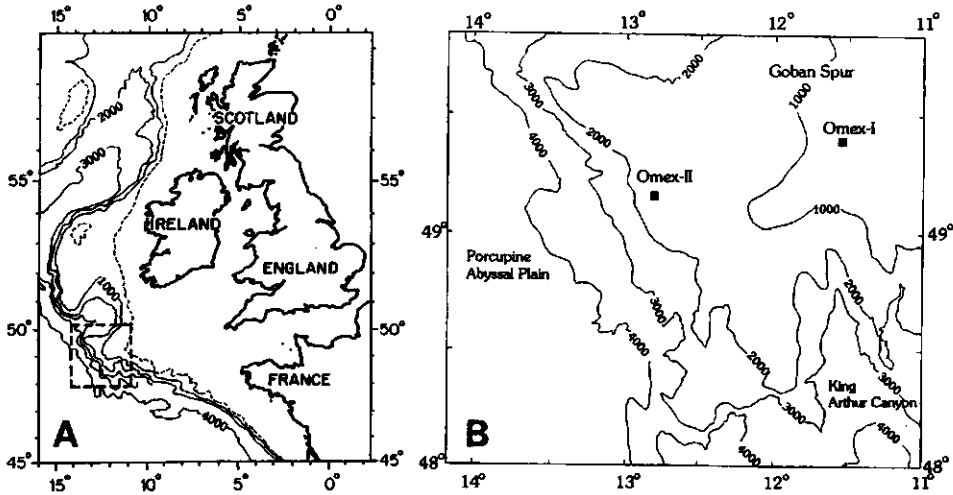 15° 10° 5° 0°
2000
3000
SCOTLAND
55° 55°
IRELAND
ENGLAND
1000
50° 50°
FRANCE
4000
A
45° 45°
15° 10° 5° 0°
14° 13° 12° 11°
2000
Goban Spur
3000
1000
4000
2000
Omex-I
Omex-II
1000
49° 49°
Porcupine
Abyssal Plain
2000
3000
4000
2000
3000
King
Arthur Canyon
3000
4000
4000
B
48° 48°
14° 13° 12° 11°